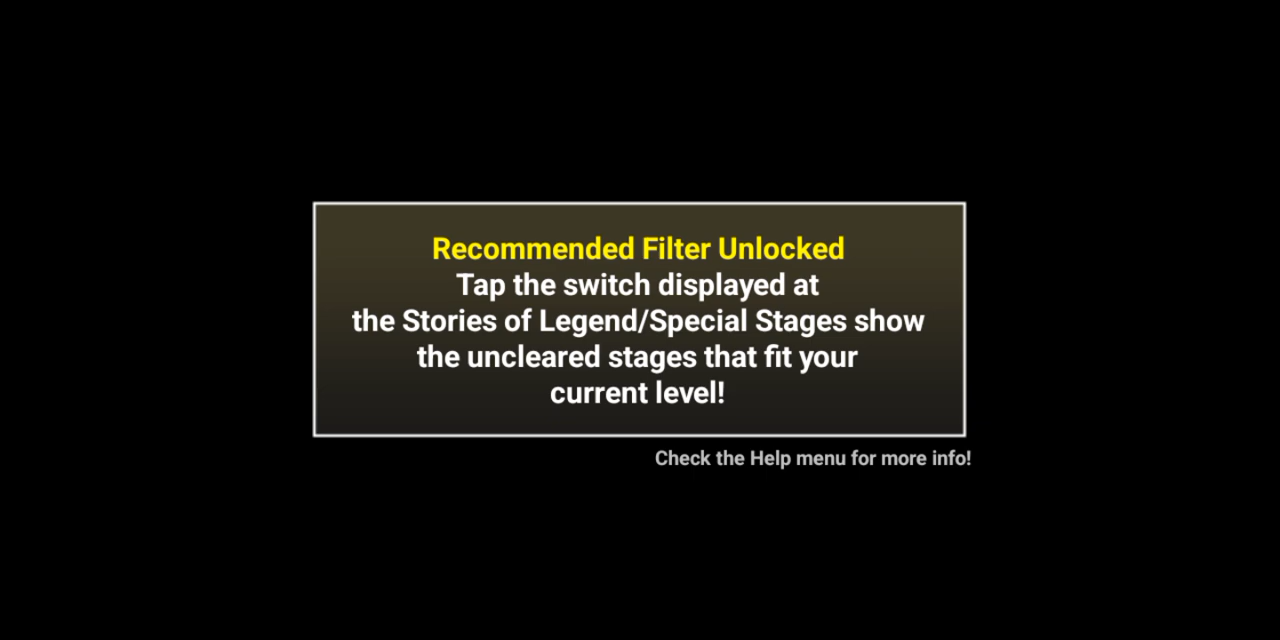 Recommended Filter Unlocked
Tap the switch displayed at
the Stories of Legend/Special Stages show
the uncleared stages that fit your
current level!
Check the Help menu for more info!